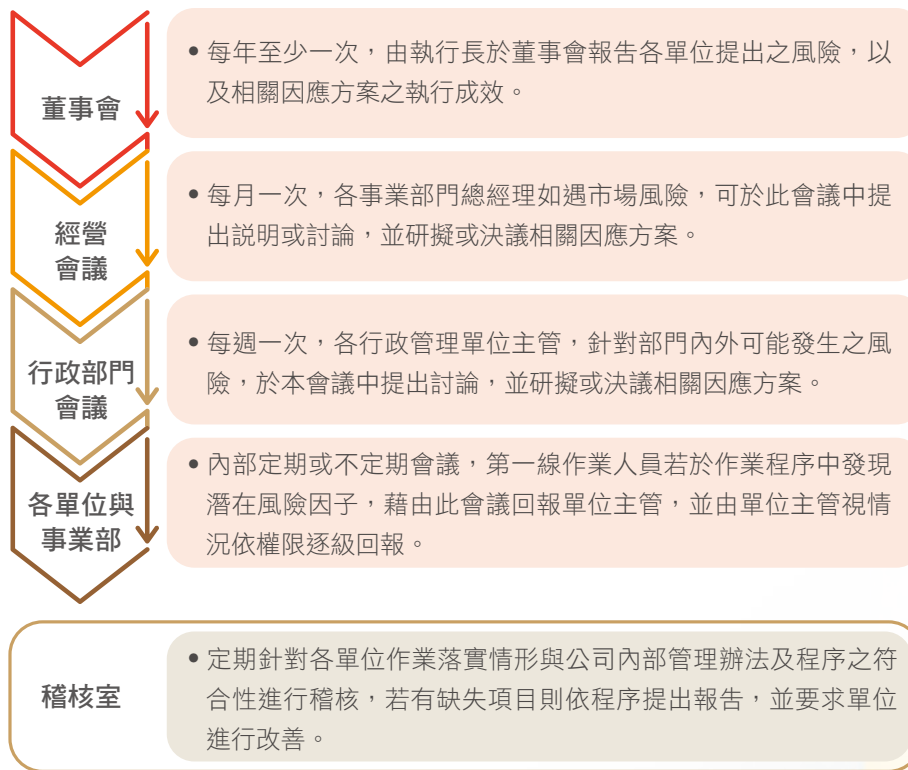 董事會
• 每年至少一次，由執行長於董事會報告各單位提出之風險，以
及相關因應方案之執行成效。
經營
會議
• 每月一次，各事業部門總經理如遇市場風險，可於此會議中提
出説明或討論，並研擬或決議相關因應方案。
行政部門
會議
• 每週一次，各行政管理單位主管，針對部門內外可能發生之風
險，於本會議中提出討論，並研擬或決議相關因應方案。
各單位與
事業部
• 內部定期或不定期會議，第一線作業人員若於作業程序中發現
潛在風險因子，藉由此會議回報單位主管，並由單位主管視情
況依權限逐級回報。
稽核室
• 定期針對各單位作業落實情形與公司內部管理辦法及程序之符
合性進行稽核，若有缺失項目則依程序提出報告，並要求單位
進行改善。